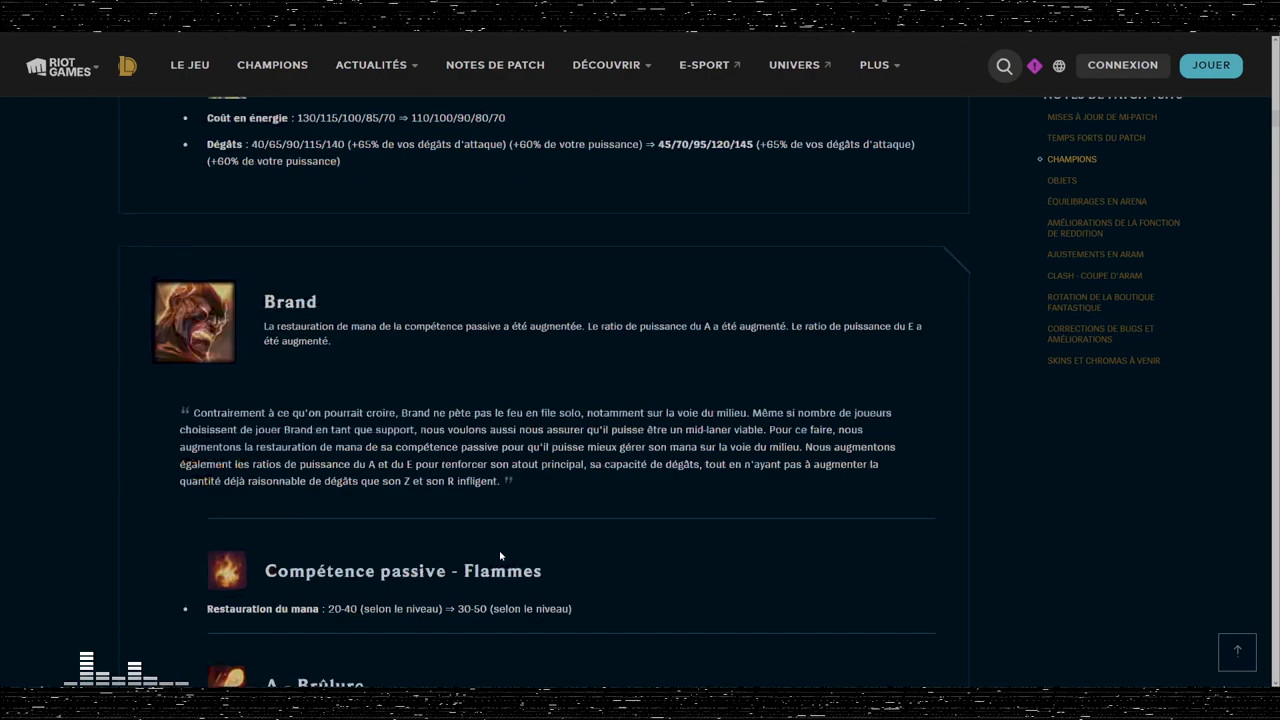 RIOT GAMES
LE JEU
CHAMPIONS
ACTUALITÉS
NOTES DE PATCH
DÉCOUVRIR
E-SPORT
UNIVERS
PLUS
CONNEXION
JOUER
Coût en énergie : 130/115/100/85/70 ⇒ 110/100/90/80/70
Dégâts : 40/65/90/115/140 (+65% de vos dégâts d'attaque) (+60% de votre puissance) ⇒ 45/70/95/120/145 (+65% de vos dégâts d'attaque)
(+60% de votre puissance)
Brand
La restauration de mana de la compétence passive a été augmentée. Le ratio de puissance du A a été augmenté. Le ratio de puissance du E a
été augmenté.
“ Contrairement à ce qu'on pourrait croire, Brand ne pète pas le feu en file solo, notamment sur la voie du milieu. Même si nombre de joueurs
choisissent de jouer Brand en tant que support, nous voulons aussi nous assurer qu'il puisse être un mid-laner viable. Pour ce faire, nous
augmentons la restauration de mana de sa compétence passive pour qu'il puisse mieux gérer son mana sur la voie du milieu. Nous augmentons
également les ratios de puissance du A et du E pour renforcer son atout principal, sa capacité de dégâts, tout en n'ayant pas à augmenter la
quantité déjà raisonnable de dégâts que son Z et son R infligent. ”
Compétence passive - Flammes
Restauration du mana : 20-40 (selon le niveau) ⇒ 30-50 (selon le niveau)
A - Brûlure
MISES À JOUR DE MI-PATCH
TEMPS FORTS DU PATCH
CHAMPIONS
OBJETS
ÉQUILIBRAGES EN ARENA
AMÉLIORATIONS DE LA FONCTION
DE REDDITION
AJUSTEMENTS EN ARAM
CLASH - COUPE D'ARAM
ROTATION DE LA BOUTIQUE
FANTASTIQUE
CORRECTIONS DE BUGS ET
AMÉLIORATIONS
SKINS ET CHROMAS À VENIR